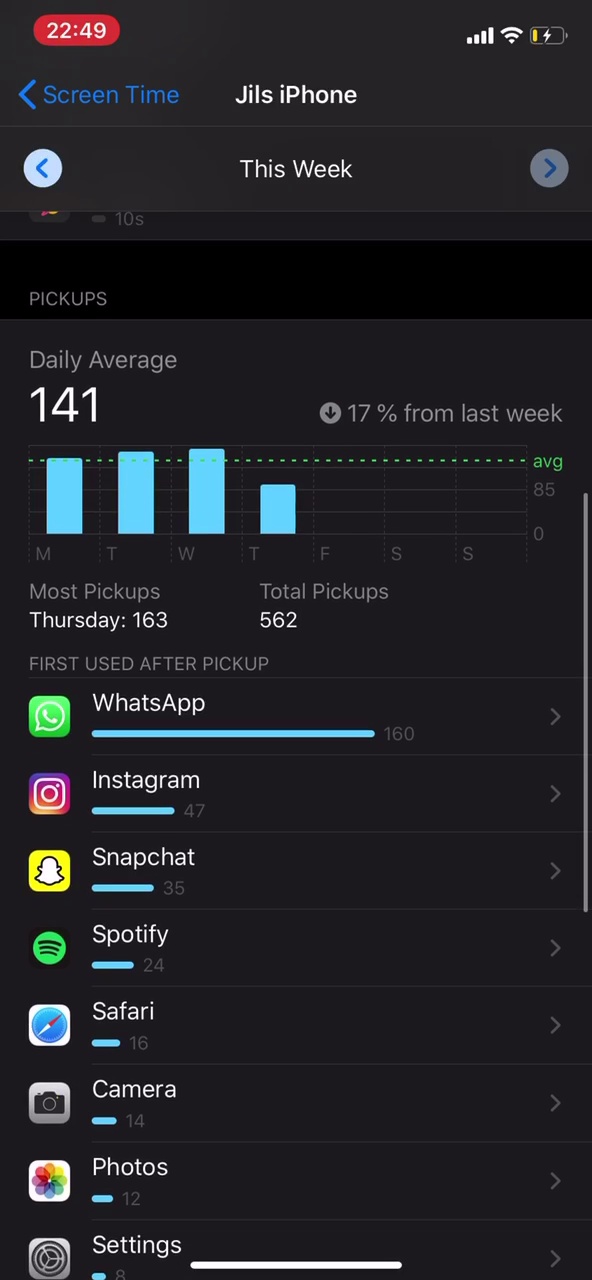 22:49
Screen Time
Jils iPhone
This Week
10s
PICKUPS
Daily Average
141
17 % from last week
avg
85
0
M T W T F S S
Most Pickups Total Pickups
Thursday: 163 562
FIRST USED AFTER PICKUP
WhatsApp
160
Instagram
47
Snapchat
35
Spotify
24
Safari
16
Camera
14
Photos
12
Settings
8